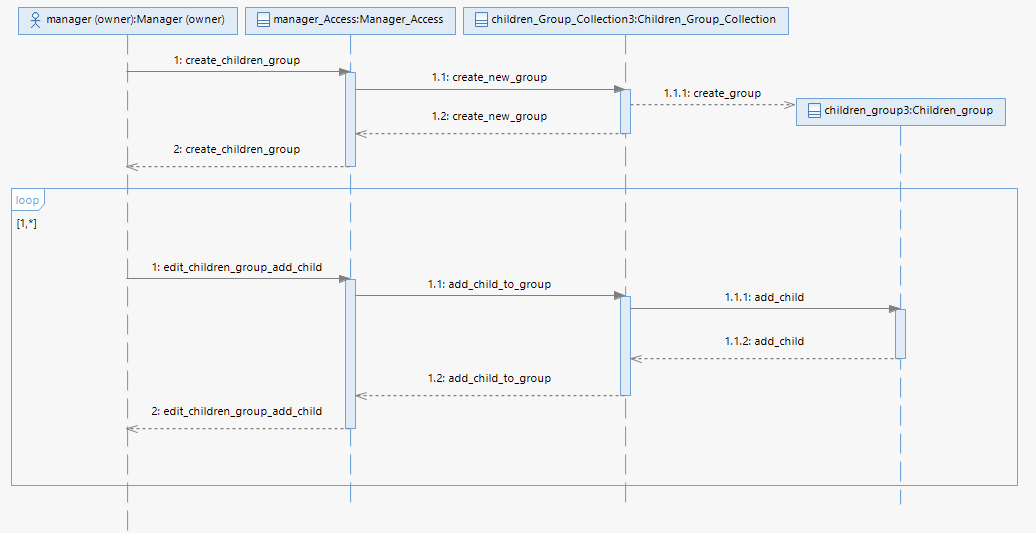 manager (owner):Manager (owner)
manager_Access:Manager_Access
children_Group_Collection3:Children_Group_Collection
1: create_children_group
1.1: create_new_group
1.1.1: create_group
children_group3:Children_group
1.2: create_new_group
2: create_children_group
loop
[1,*]
1: edit_children_group_add_child
1.1: add_child_to_group
1.1.1: add_child
1.1.2: add_child
1.2: add_child_to_group
2: edit_children_group_add_child